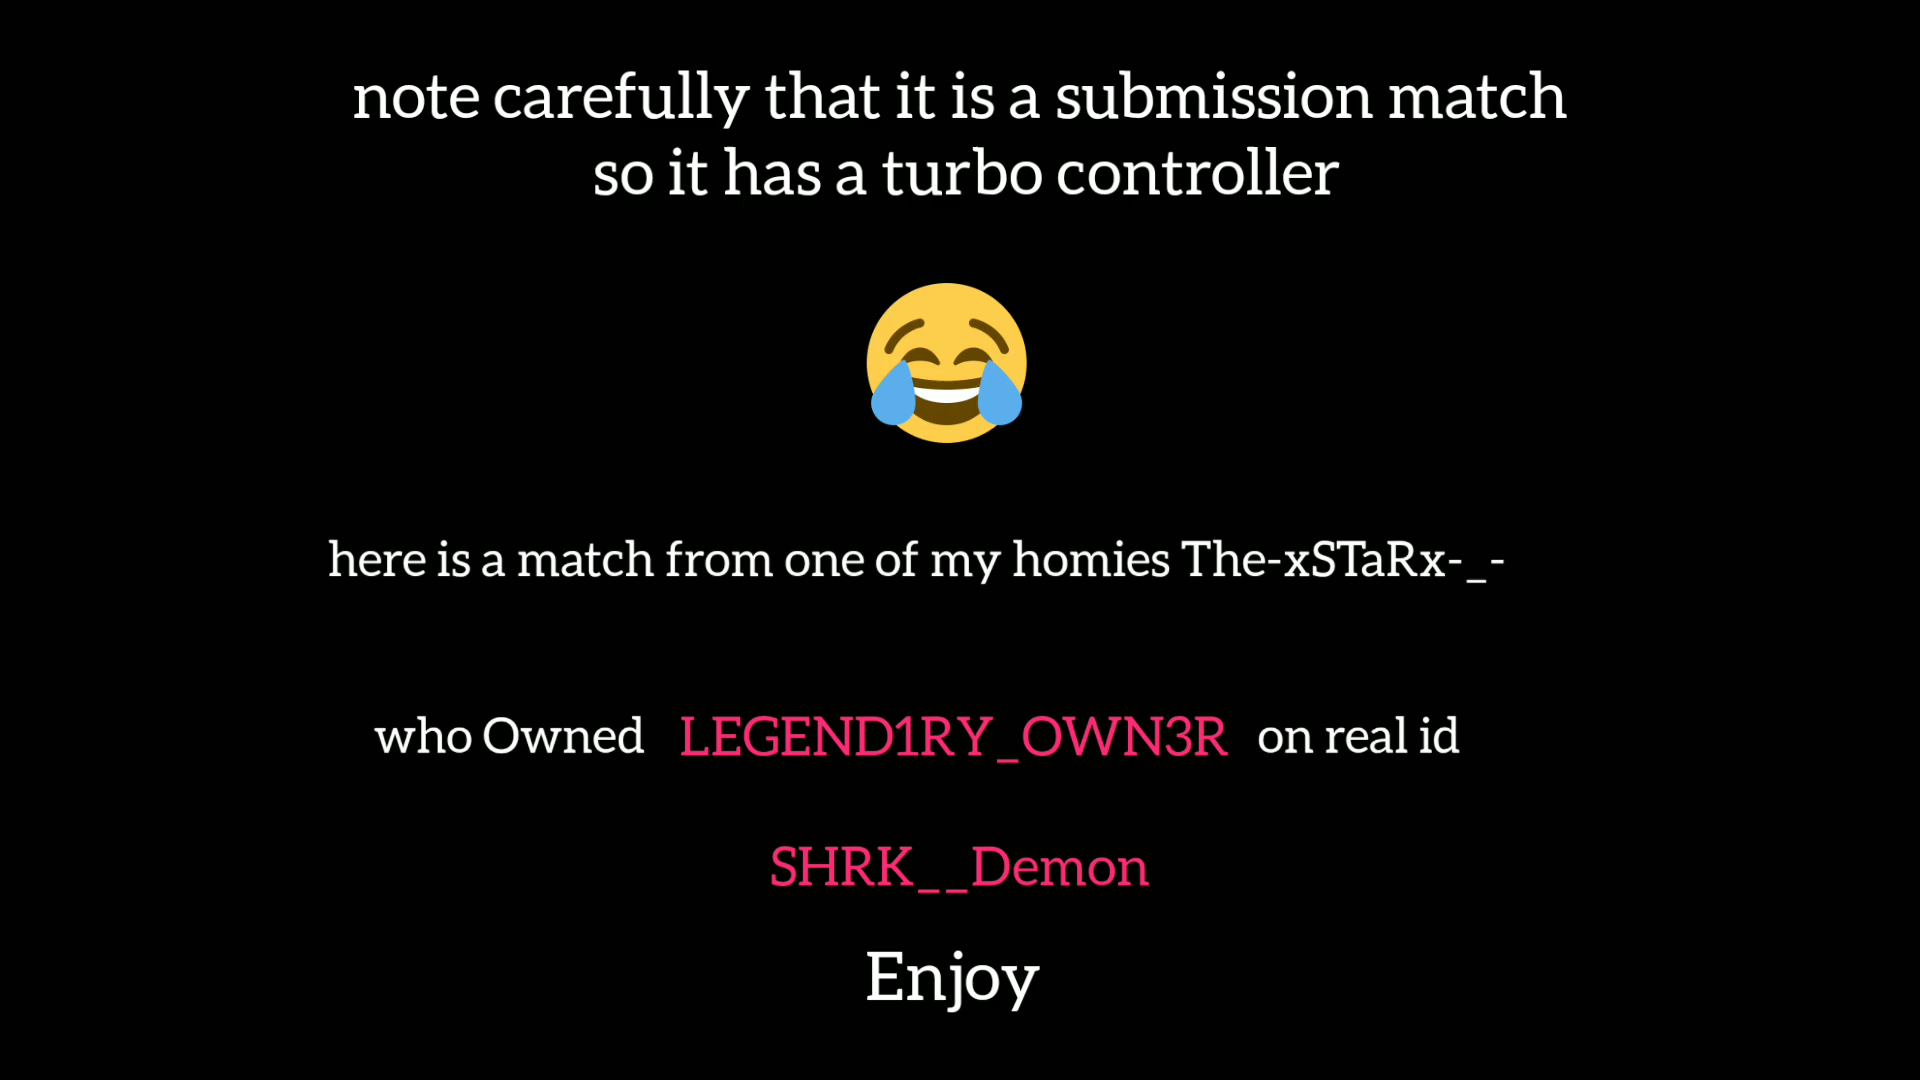 note carefully that it is a submission match
so it has a turbo controller
here is a match from one of my homies The-xSTaRx-_-
who Owned LEGEND1RY_OWN3R on real id
SHRK__Demon
Enjoy